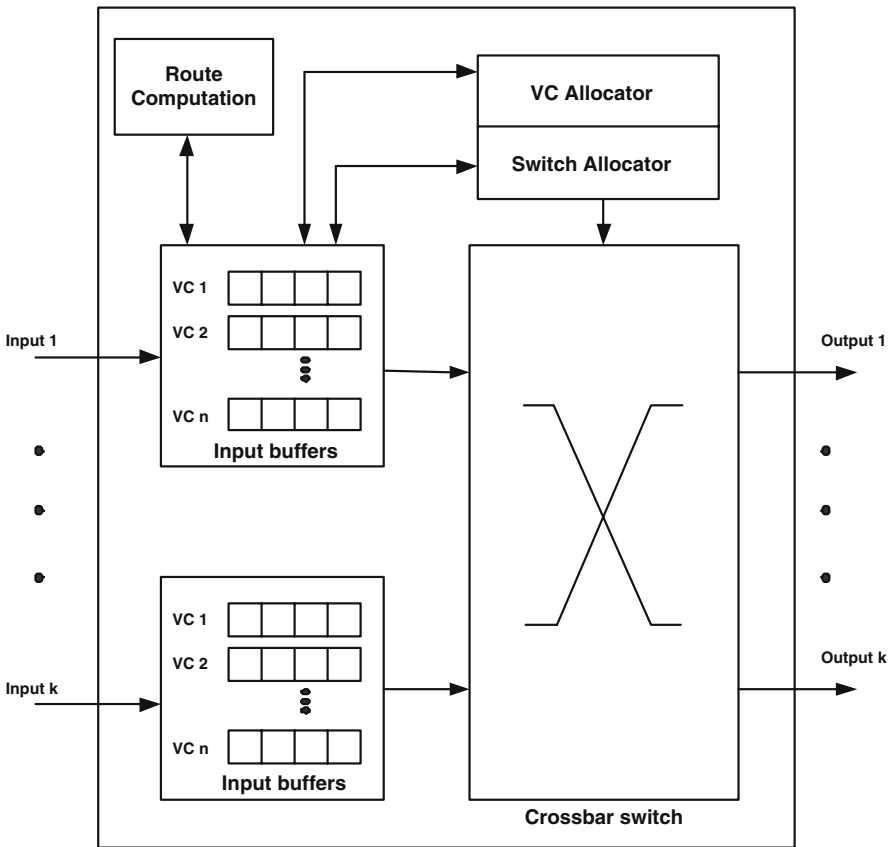 Route
Computation
VC Allocator
Switch Allocator
VC 1
VC 2
VC n
Input buffers
Input 1
Output 1
VC 1
VC 2
VC n
Input buffers
Input k
Output k
Crossbar switch